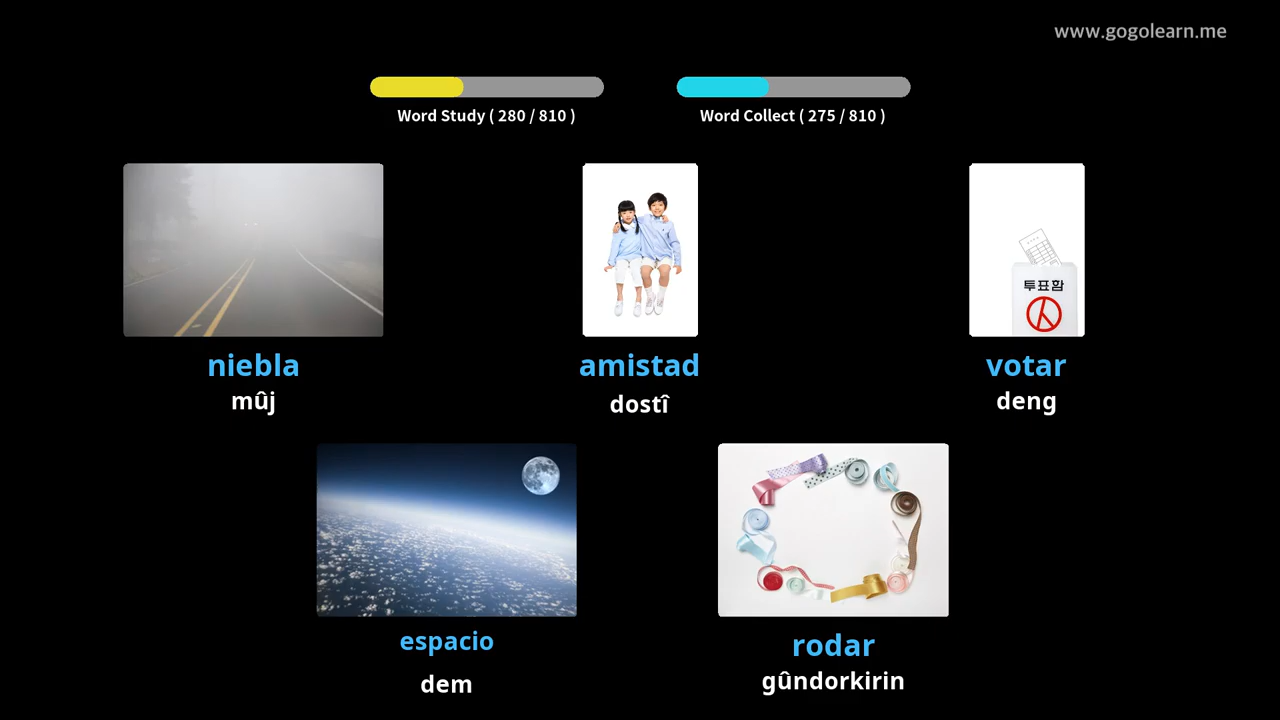 www.gogolearn.me
Word Study ( 280 / 810 )
Word Collect ( 275 / 810 )
투표함
niebla
amistad
votar
mûj
dostî
deng
espacio
rodar
dem
gûndorkirin